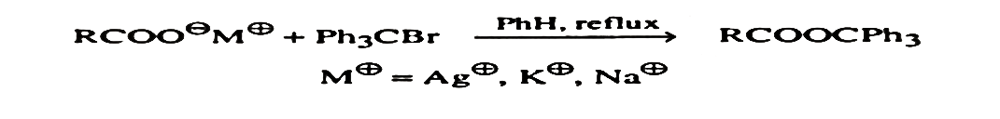 RCOO⊖M⊕ + Ph₃CBr PhH, reflux RCOOCPh₃
M⊕ = Ag⊕, K⊕, Na⊕